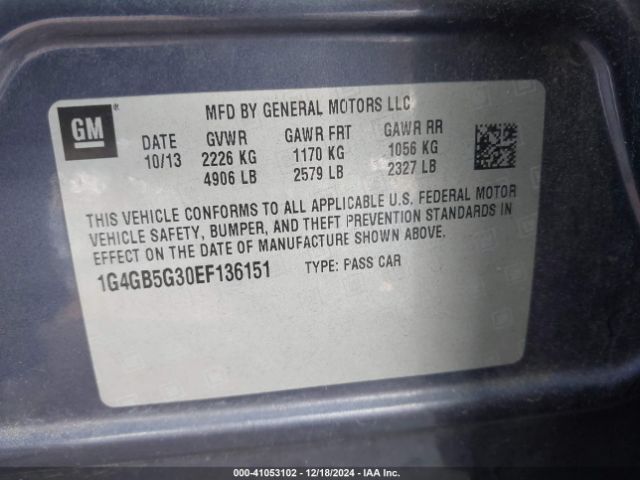 GM ®
MFD BY GENERAL MOTORS LLC
DATE GVWR GAWR FRT GAWR RR
10/13 2226 KG 1170 KG 1056 KG
4906 LB 2579 LB 2327 LB
THIS VEHICLE CONFORMS TO ALL APPLICABLE U.S. FEDERAL MOTOR
VEHICLE SAFETY, BUMPER, AND THEFT PREVENTION STANDARDS IN
EFFECT ON THE DATE OF MANUFACTURE SHOWN ABOVE.
1G4GB5G30EF136151 TYPE: PASS CAR
000-41053102 - 12/18/2024 - IAA Inc.